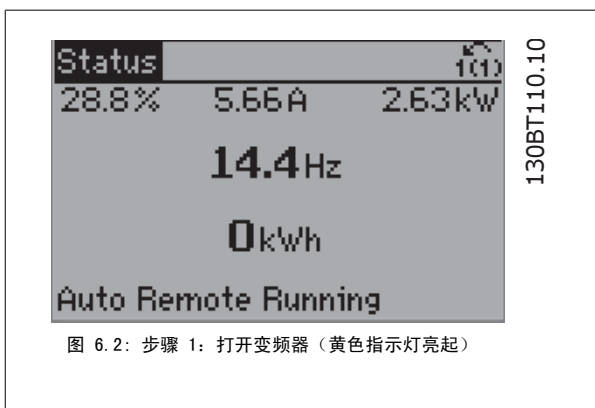 Status 1(1)
28.8% 5.66A 2.63kW
14.4Hz
0kWh
Auto Remote Running
130BT110.10
图 6.2: 步骤 1: 打开变频器（黄色指示灯亮起）